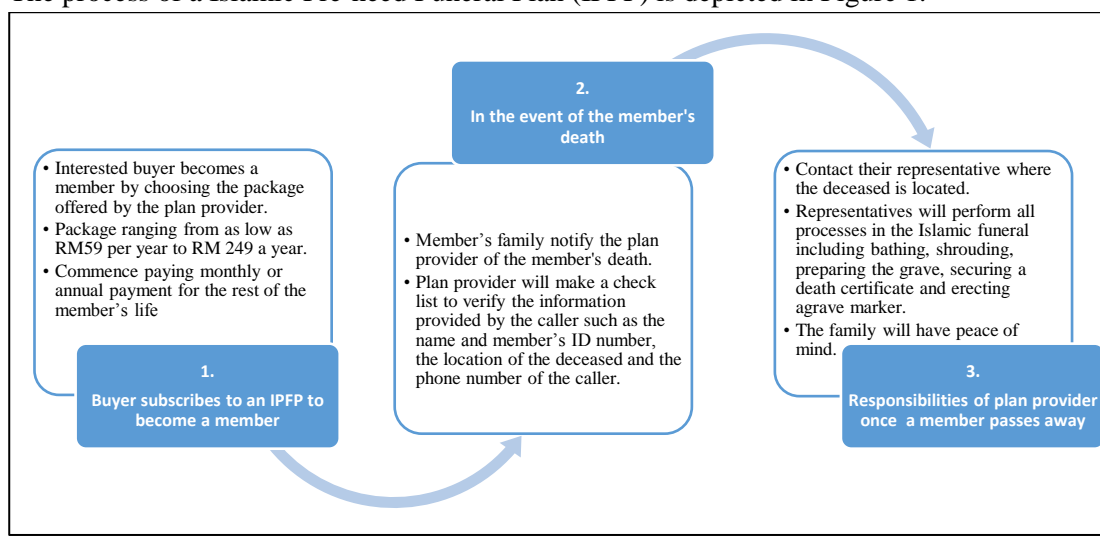 The process of a Islamic Pre-need Funeral Plan (IPFP) is depicted in Figure 1.
• Interested buyer becomes a
member by choosing the package
offered by the plan provider.
• Package ranging from as low as
RM59 per year to RM 249 a year.
• Commence paying monthly or
annual payment for the rest of the
member's life
1.
Buyer subscribes to an IPFP to
become a member
2.
In the event of the member's
death
• Member's family notify the plan
provider of the member's death.
• Plan provider will make a check
list to verify the information
provided by the caller such as the
name and member's ID number,
the location of the deceased and the
phone number of the caller.
• Contact their representative where
the deceased is located.
• Representatives will perform all
processes in the Islamic funeral
including bathing, shrouding,
preparing the grave, securing a
death certificate and erecting
agrave marker.
• The family will have peace of
mind.
3.
Responsibilities of plan provider
once a member passes away